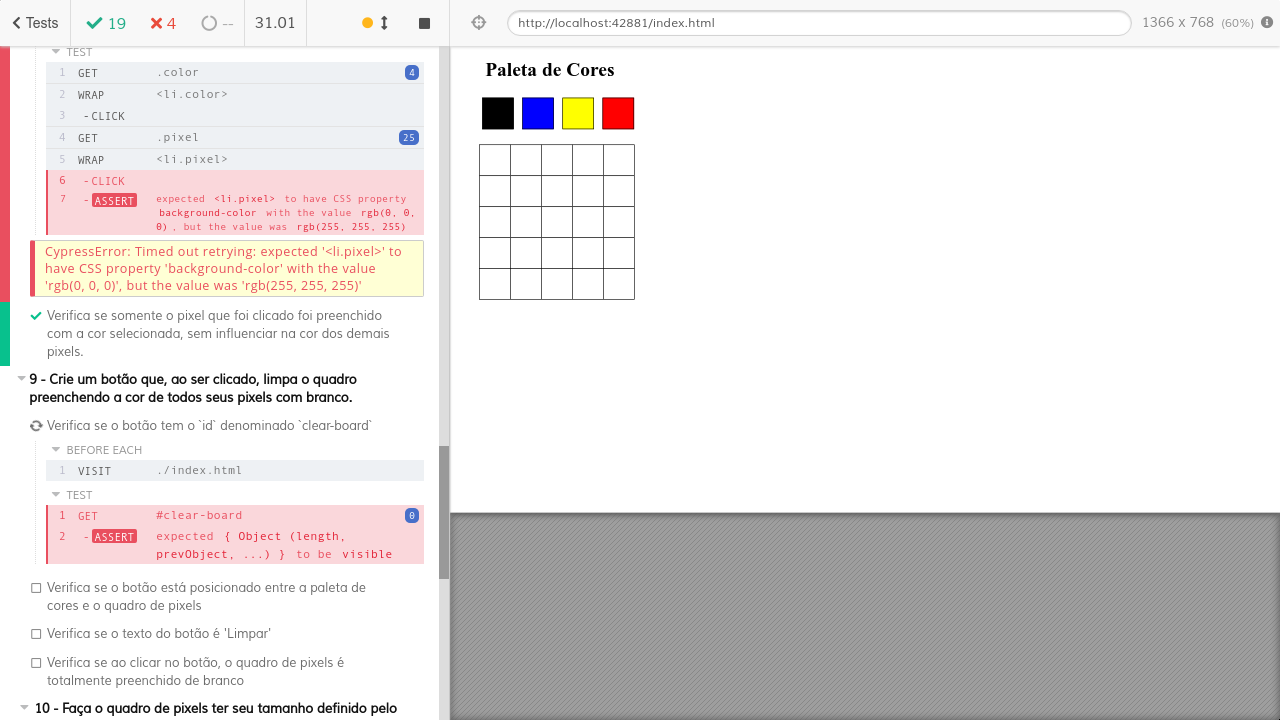 Tests 19 4 -- 31.01
http://localhost:42881/index.html 1366 x 768 (60%)
TEST
1 GET .color 4
2 WRAP <li.color>
3 - CLICK
4 GET .pixel 25
5 WRAP <li.pixel>
6 - CLICK
7 - ASSERT expected <li.pixel> to have CSS property
background-color with the value rgb(0, 0,
0) , but the value was rgb(255, 255, 255)
CypressError: Timed out retrying: expected '<li.pixel>' to
have CSS property 'background-color' with the value
'rgb(0, 0, 0)', but the value was 'rgb(255, 255, 255)'
Verifica se somente o pixel que foi clicado foi preenchido
com a cor selecionada, sem influenciar na cor dos demais
pixels.
9 - Crie um botão que, ao ser clicado, limpa o quadro
preenchendo a cor de todos seus pixels com branco.
Verifica se o botão tem o `id` denominado `clear-board`
BEFORE EACH
1 VISIT ./index.html
TEST
1 GET #clear-board 0
2 - ASSERT expected { Object (length,
prevObject, ...) } to be visible
Verifica se o botão está posicionado entre a paleta de
cores e o quadro de pixels
Verifica se o texto do botão é 'Limpar'
Verifica se ao clicar no botão, o quadro de pixels é
totalmente preenchido de branco
10 - Faça o quadro de pixels ter seu tamanho definido pelo
Paleta de Cores